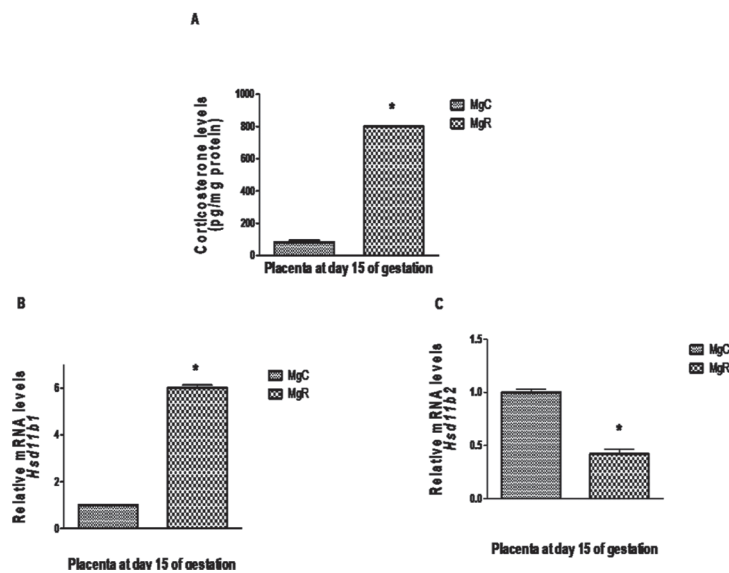 A
Corticosterone levels
(pg/mg protein)
1000
800
600
400
200
0
*
MgC
MgR
Placenta at day 15 of gestation
B
Relative mRNA levels
Hsd11b1
6
4
2
0
*
MgC
MgR
Placenta at day 15 of gestation
C
Relative mRNA levels
Hsd11b2
1.5
1.0
0.5
0.0
*
MgC
MgR
Placenta at day 15 of gestation